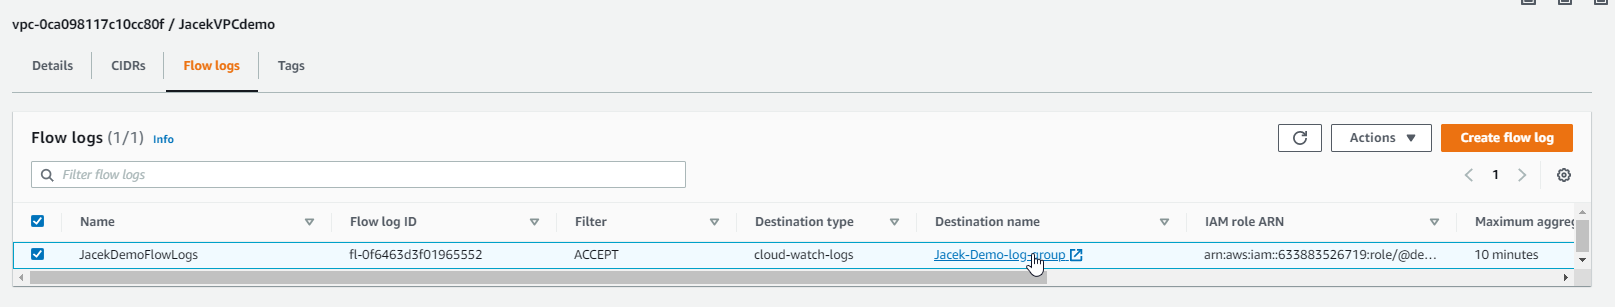 vpc-0ca098117c10cc80f / JacekVPCdemo
Details CIDRs Flow logs Tags
Flow logs (1/1) Info
Actions Create flow log
Filter flow logs
1
Name Flow log ID Filter Destination type Destination name IAM role ARN Maximum aggreg
JacekDemoFlowLogs fl-0f6463d3f01965552 ACCEPT cloud-watch-logs Jacek-Demo-log-group arn:aws:iam::633883526719:role/@de... 10 minutes